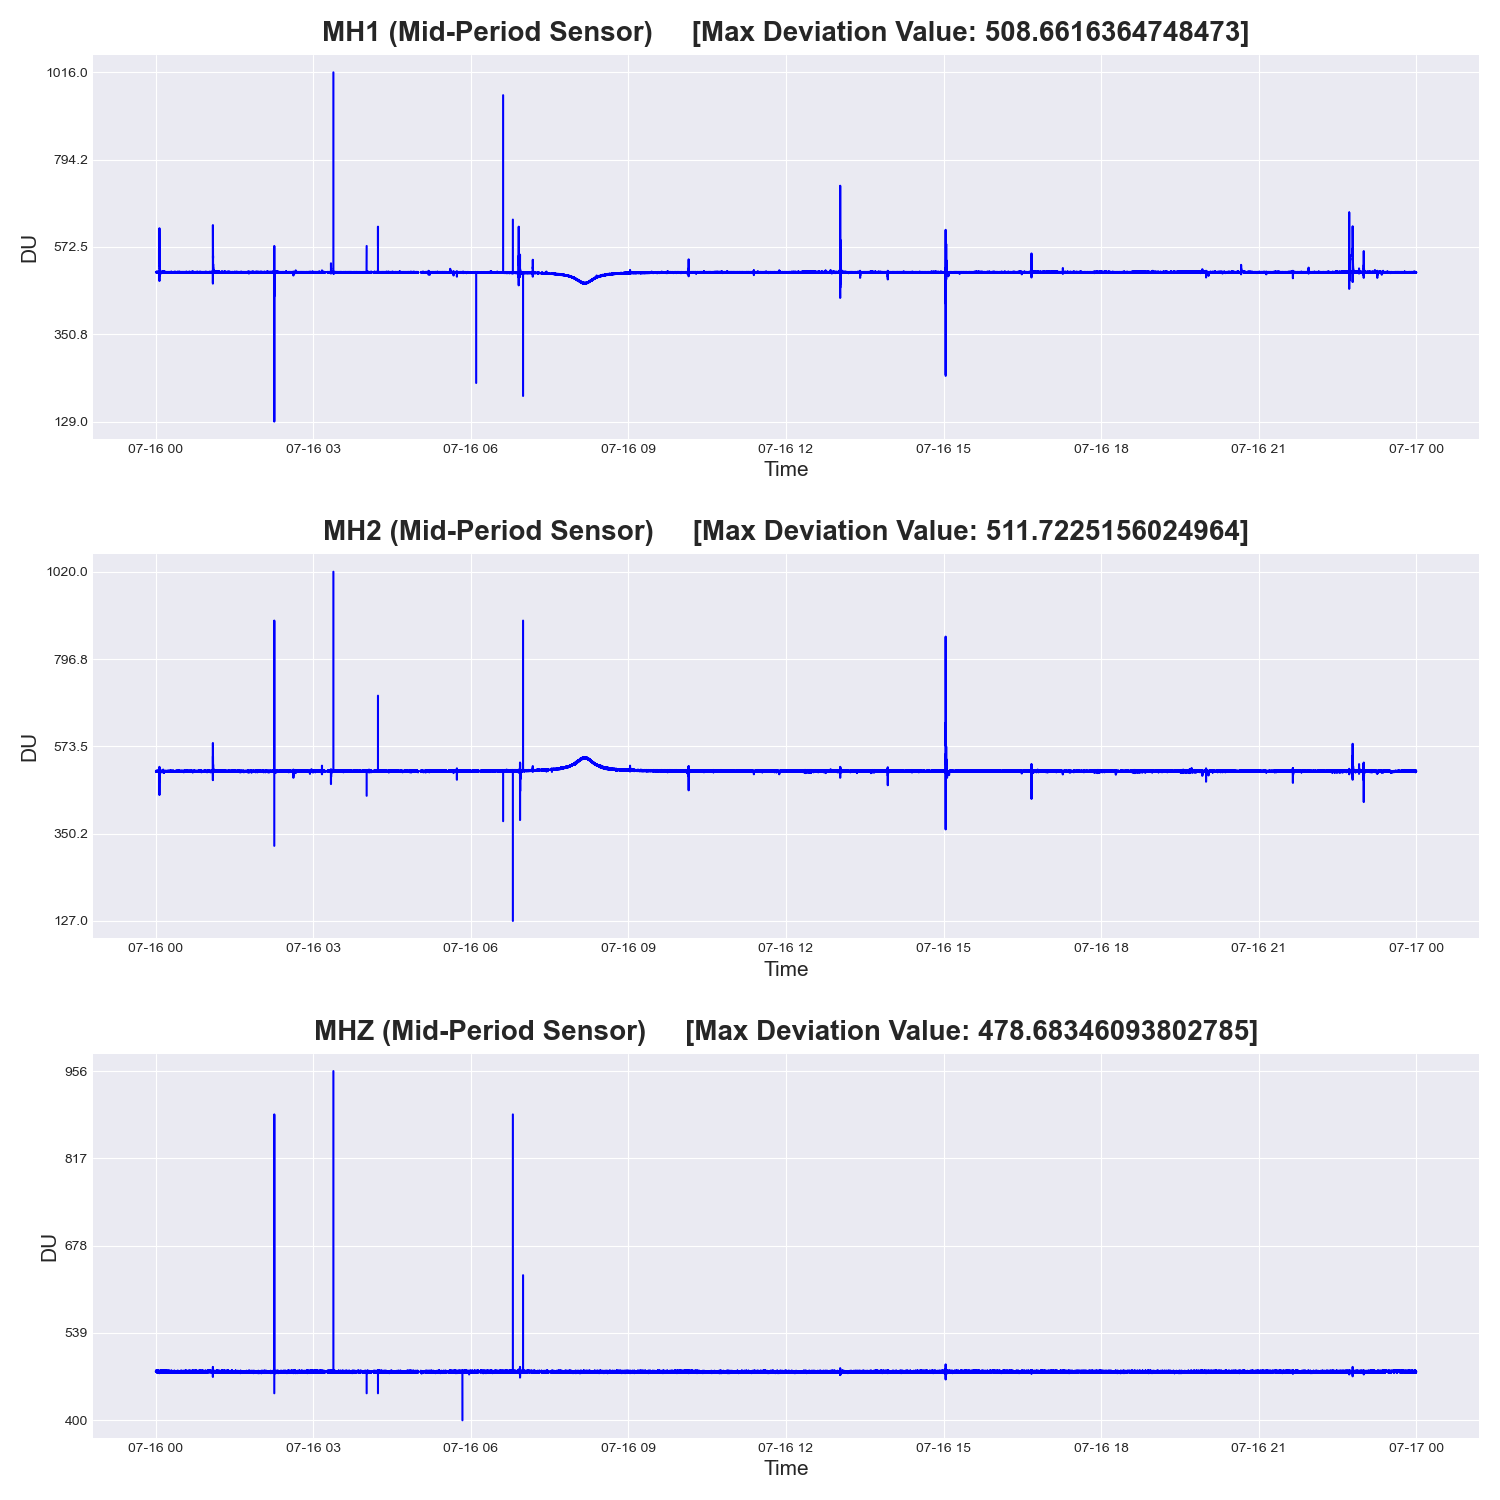 MH1 (Mid-Period Sensor) [Max Deviation Value: 508.6616364748473]
1016.0
794.2
572.5
350.8
129.0
DU
07-16 00 07-16 03 07-16 06 07-16 09 07-16 12 07-16 15 07-16 18 07-16 21 07-17 00
Time
MH2 (Mid-Period Sensor) [Max Deviation Value: 511.7225156024964]
1020.0
796.8
573.5
350.2
127.0
DU
07-16 00 07-16 03 07-16 06 07-16 09 07-16 12 07-16 15 07-16 18 07-16 21 07-17 00
Time
MHZ (Mid-Period Sensor) [Max Deviation Value: 478.68346093802785]
956
817
678
539
400
DU
07-16 00 07-16 03 07-16 06 07-16 09 07-16 12 07-16 15 07-16 18 07-16 21 07-17 00
Time